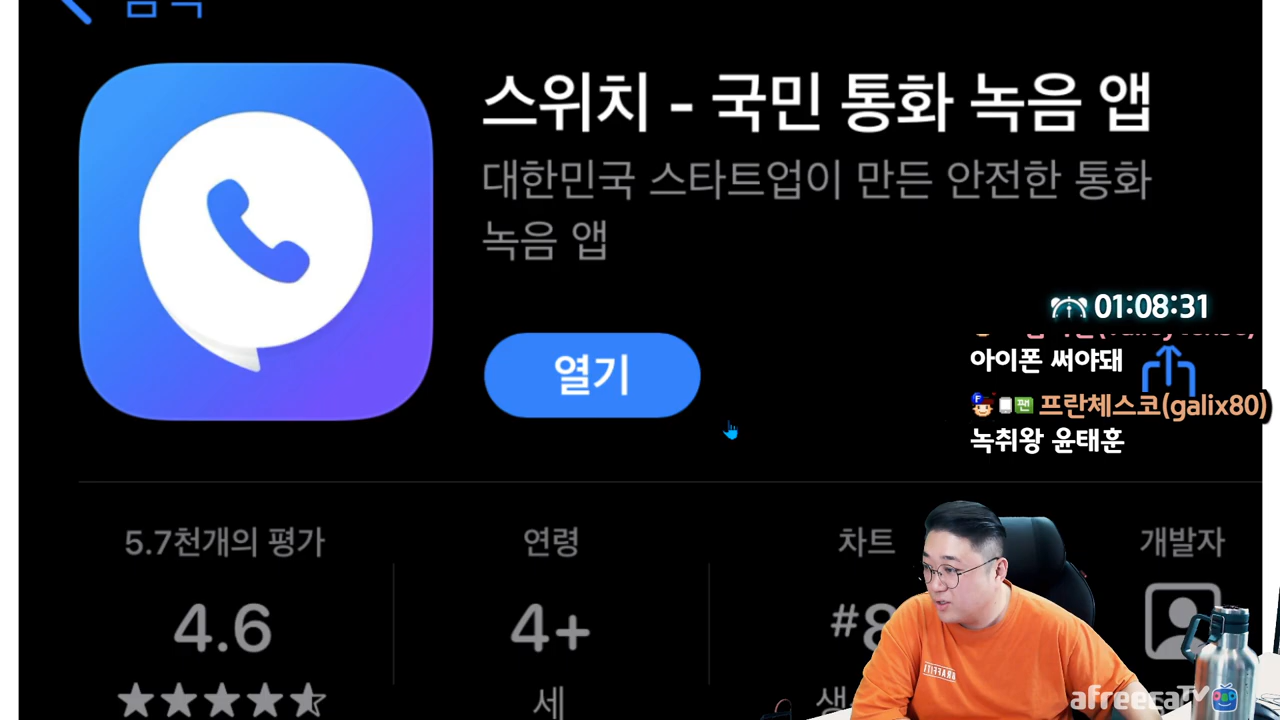 스위치 - 국민 통화 녹음 앱
대한민국 스타트업이 만든 안전한 통화
녹음 앱
열기
01:08:31
아이폰 써야돼
F 팬 프란체스코(galix80)
녹취왕 윤태훈
5.7천개의 평가
연령
차트
개발자
4.6
4+
#8
세
afreecaTV